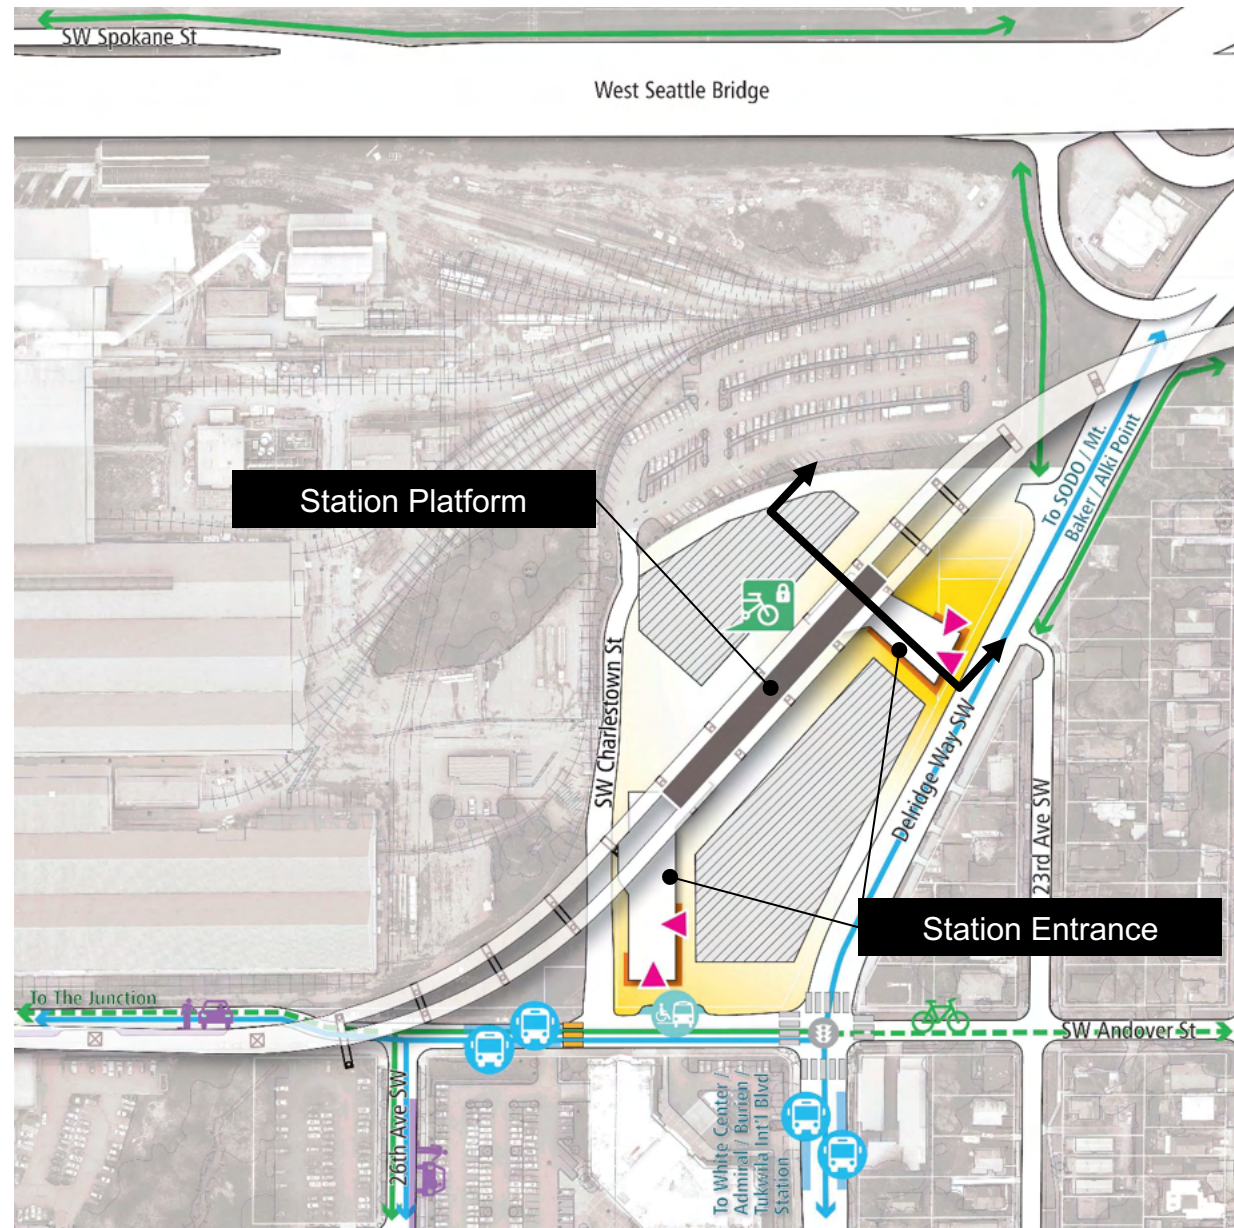 SW Spokane St
West Seattle Bridge
To SODO / Mt.
Baker / Alki Point
Station Platform
SW Charlestown St
Delridge Way SW
23rd Ave SW
Station Entrance
To The Junction
SW Andover St
26th Ave SW
To White Center /
Admiral / Burien /
Tukwila Int'l Blvd
Station